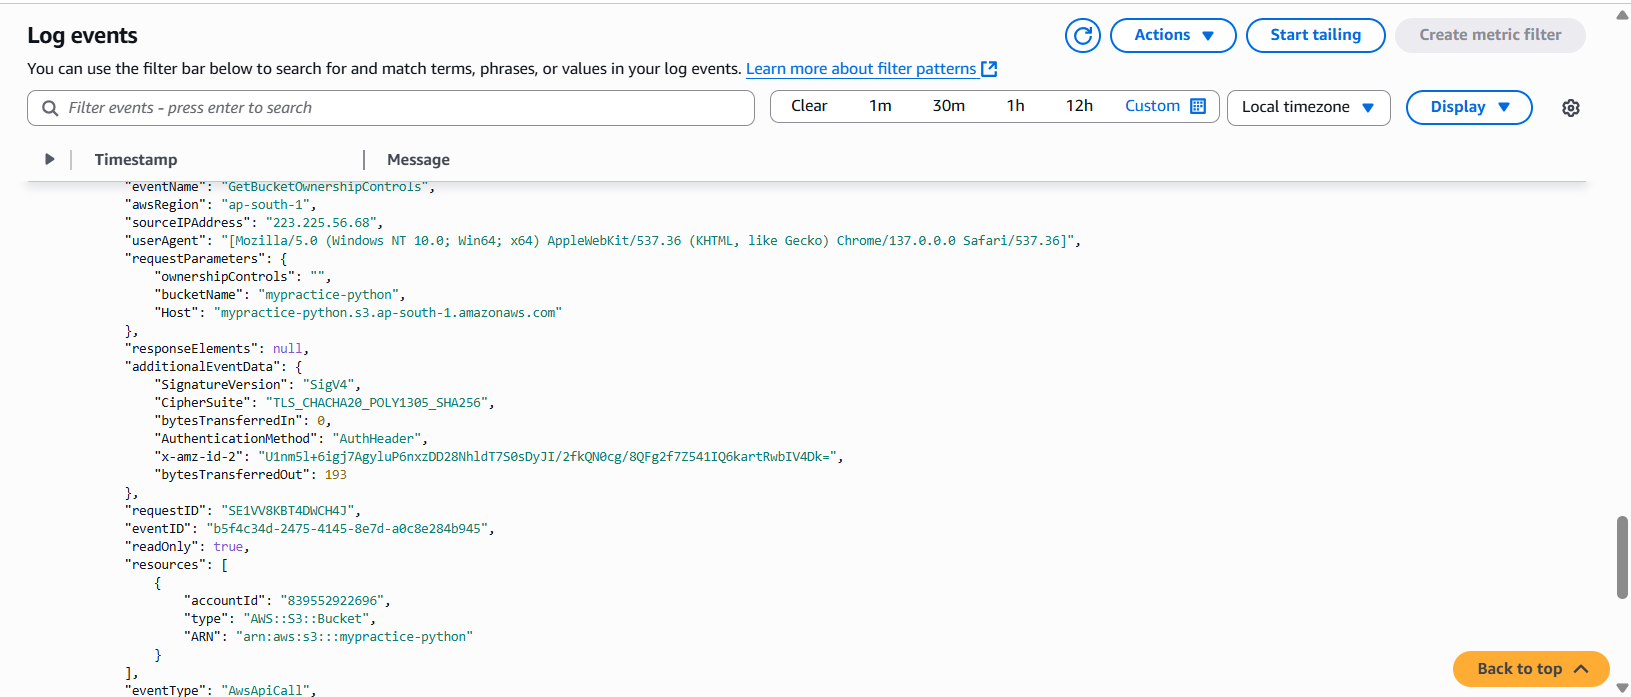 Log events
Actions
Start tailing
Create metric filter
You can use the filter bar below to search for and match terms, phrases, or values in your log events. Learn more about filter patterns
Filter events - press enter to search
Clear 1m 30m 1h 12h Custom
Local timezone
Display
Timestamp
Message
"eventName": "GetBucketOwnershipControls",
"awsRegion": "ap-south-1",
"sourceIPAddress": "223.225.56.68",
"userAgent": "[Mozilla/5.0 (Windows NT 10.0; Win64; x64) AppleWebKit/537.36 (KHTML, like Gecko) Chrome/137.0.0.0 Safari/537.36]",
"requestParameters": {
"ownershipControls": "",
"bucketName": "mypractice-python",
"Host": "mypractice-python.s3.ap-south-1.amazonaws.com"
},
"responseElements": null,
"additionalEventData": {
"SignatureVersion": "SigV4",
"CipherSuite": "TLS_CHACHA20_POLY1305_SHA256",
"bytesTransferredIn": 0,
"AuthenticationMethod": "AuthHeader",
"x-amz-id-2": "U1nm5l+6igj7AgyluP6nxzDD28NhldT7S0sDyJI/2fkQN0cg/8QFg2f7Z541IQ6kartRwbIV4Dk=",
"bytesTransferredOut": 193
},
"requestID": "SE1VV8KBT4DWCH4J",
"eventID": "b5f4c34d-2475-4145-8e7d-a0c8e284b945",
"readOnly": true,
"resources": [
{
"accountId": "839552922696",
"type": "AWS::S3::Bucket",
"ARN": "arn:aws:s3:::mypractice-python"
}
],
"eventType": "AwsApiCall",
Back to top